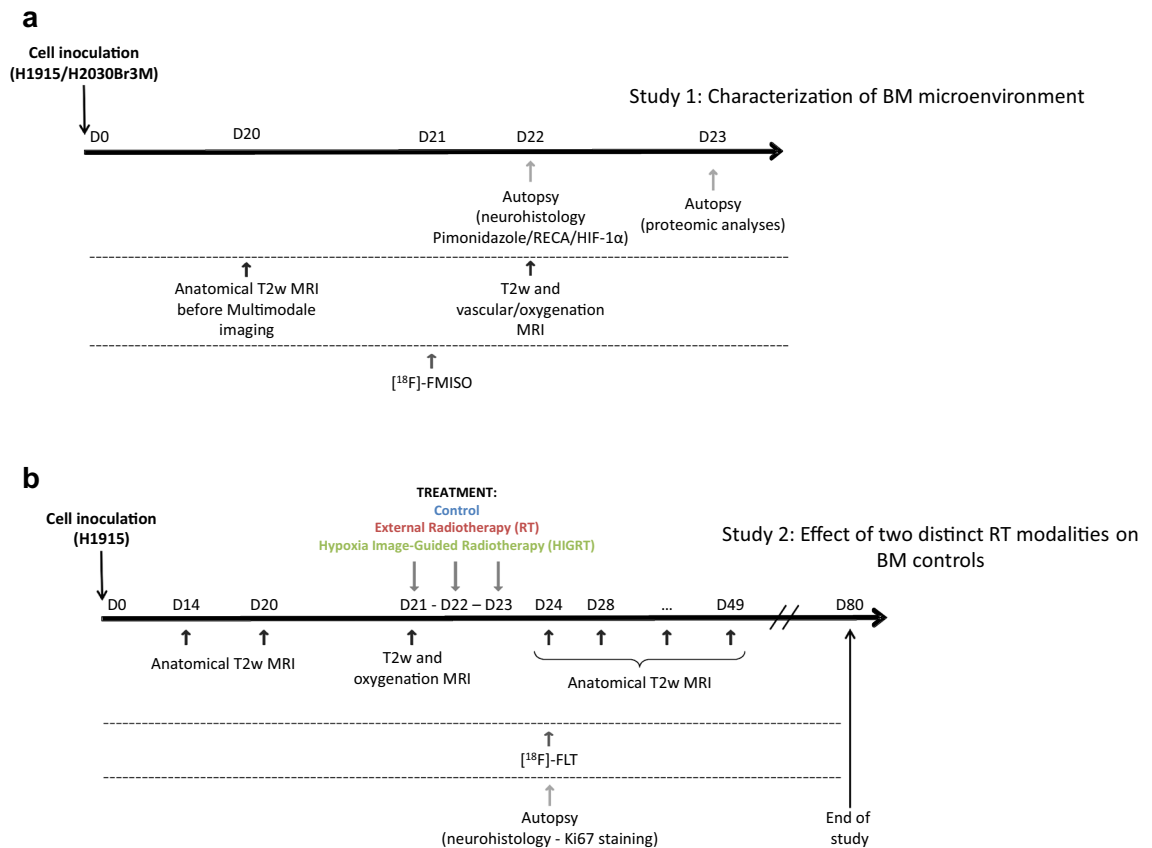 a
Cell inoculation
(H1915/H2030Br3M)
Study 1: Characterization of BM microenvironment
D0
D20
D21
D22
D23
Autopsy
(neurohistology
Pimonidazole/RECA/HIF-1α)
Autopsy
(proteomic analyses)
Anatomical T2w MRI
before Multimodale
imaging
T2w and
vascular/oxygenation
MRI
[¹⁸F]-FMISO
b
Cell inoculation
(H1915)
TREATMENT:
Control
External Radiotherapy (RT)
Hypoxia Image-Guided Radiotherapy (HIGRT)
Study 2: Effect of two distinct RT modalities on
BM controls
D0
D14
D20
D21 - D22 – D23
D24
D28
...
D49
D80
Anatomical T2w MRI
T2w and
oxygenation MRI
Anatomical T2w MRI
[¹⁸F]-FLT
Autopsy
(neurohistology - Ki67 staining)
End of
study